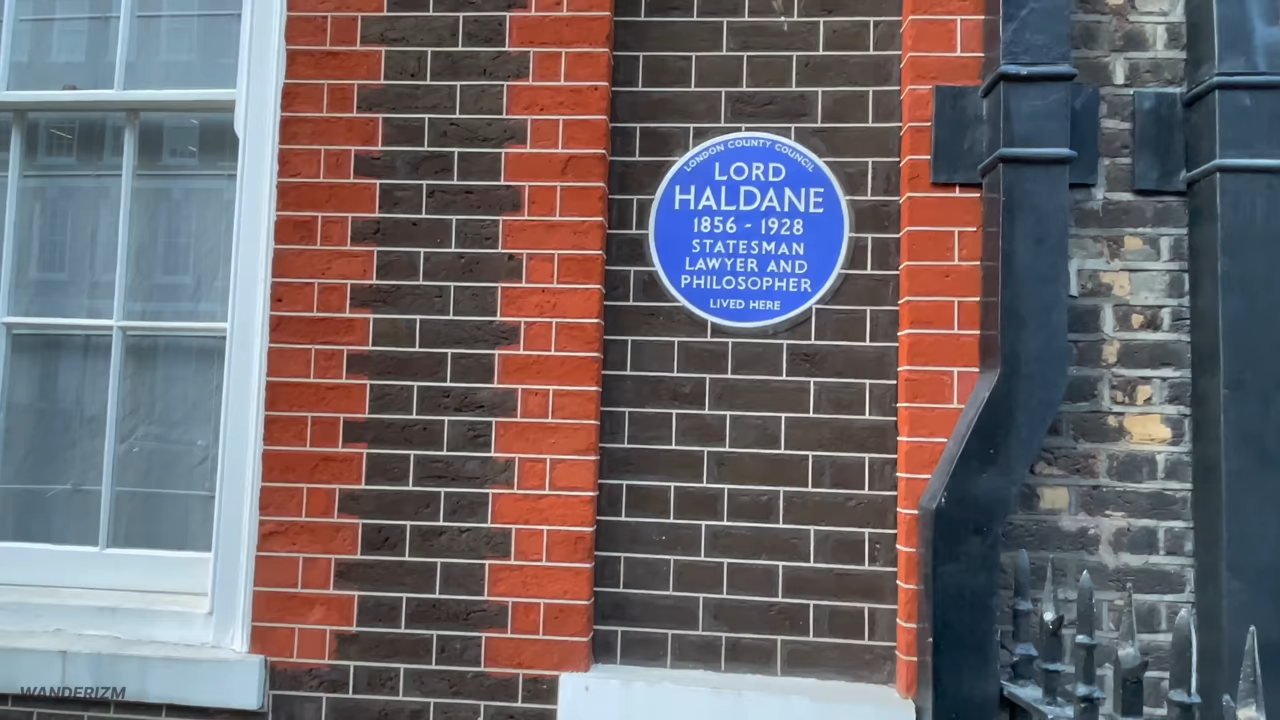 LONDON COUNTY COUNCIL
LORD
HALDANE
1856 - 1928
STATESMAN
LAWYER AND
PHILOSOPHER
LIVED HERE
WANDERIZM